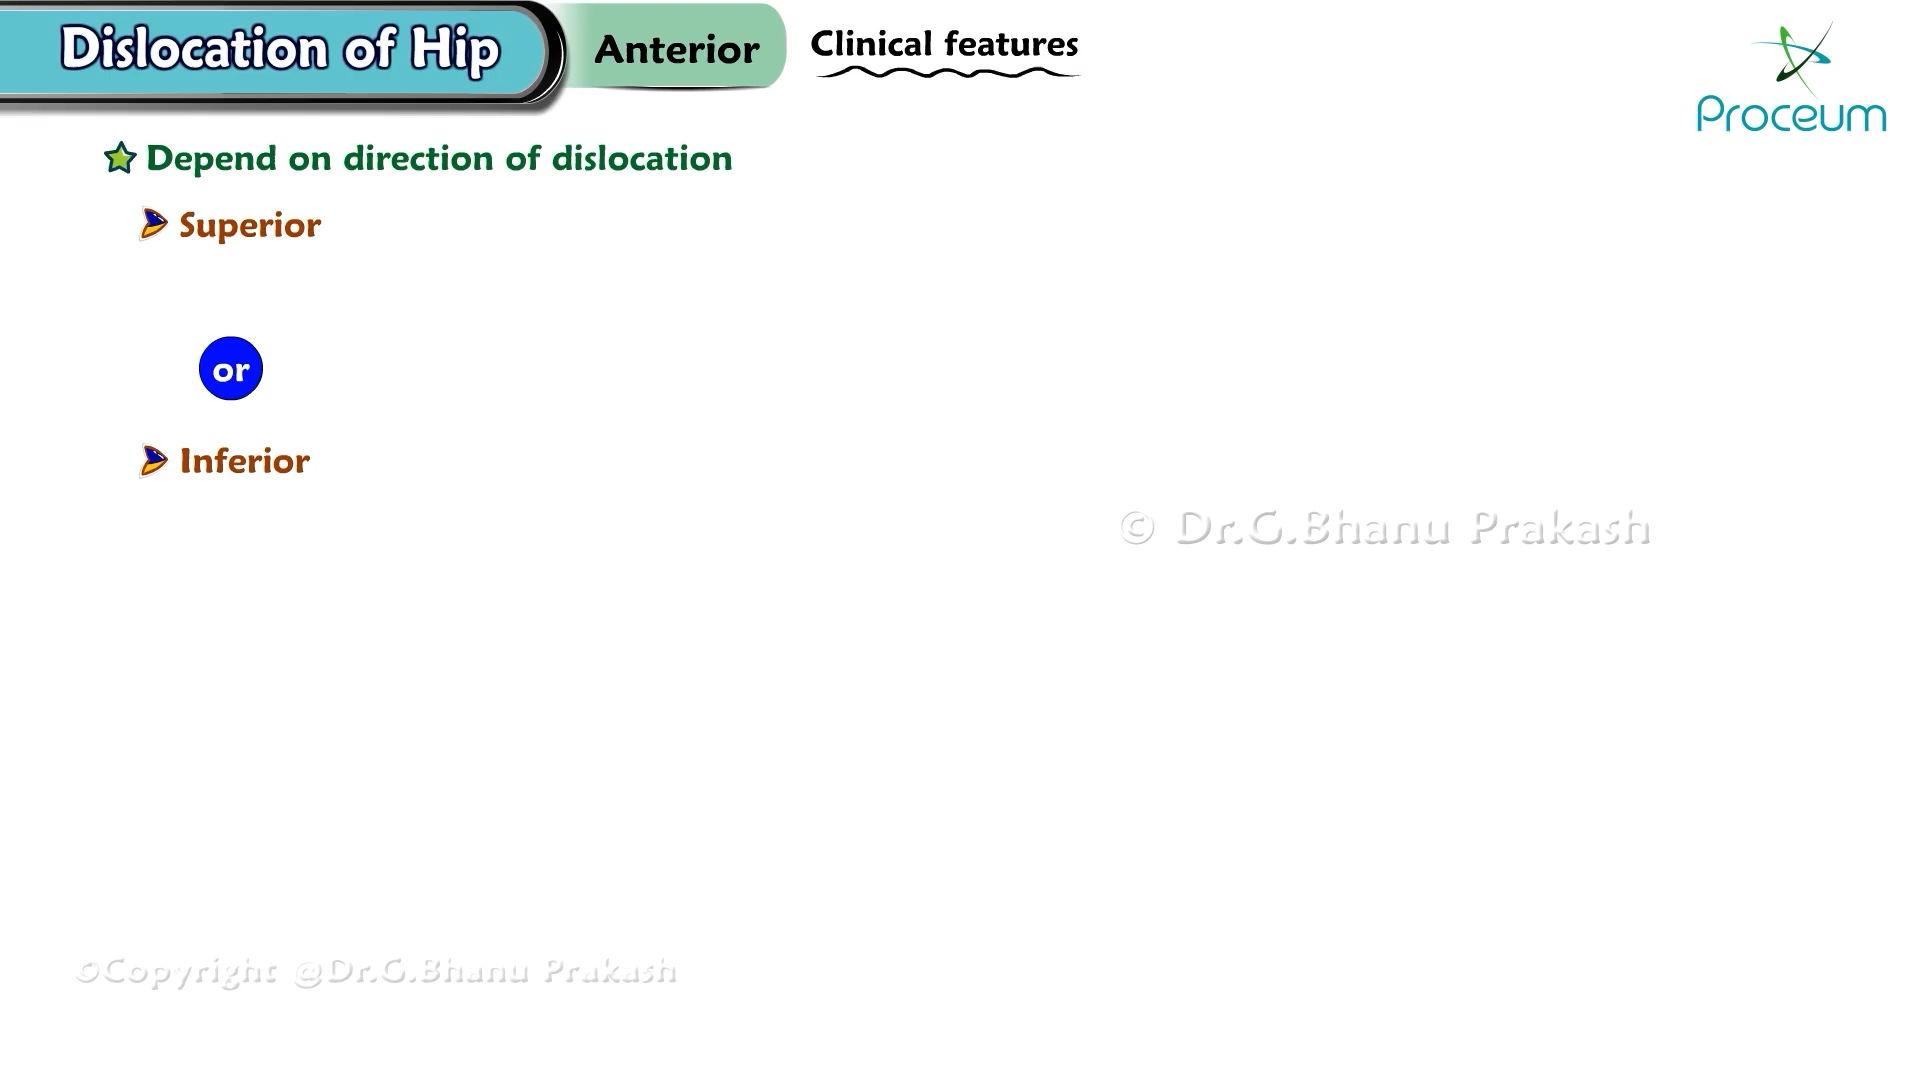 Dislocation of Hip Anterior Clinical features
Proceum
Depend on direction of dislocation
Superior
or
Inferior
© Dr.G.Bhanu Prakash
©Copyright @Dr.G.Bhanu Prakash